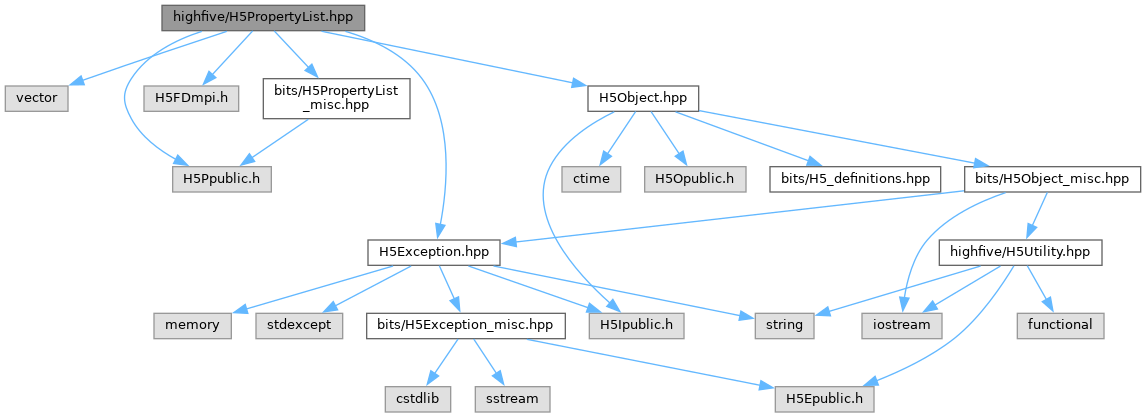 highfive/H5PropertyList.hpp
vector
H5FDmpi.h
bits/H5PropertyList
_misc.hpp
H5Object.hpp
H5Ppublic.h
ctime
H5Opublic.h
bits/H5_definitions.hpp
bits/H5Object_misc.hpp
H5Exception.hpp
highfive/H5Utility.hpp
memory
stdexcept
bits/H5Exception_misc.hpp
H5Ipublic.h
string
iostream
functional
cstdlib
sstream
H5Epublic.h